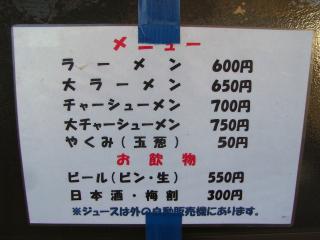 メニュー
ラーメン 600円
大ラーメン 650円
チャーシューメン 700円
大チャーシューメン 750円
やくみ(玉葱) 50円
お飲物
ビール(ビン・生) 550円
日本酒・梅割 300円
※ジュースは外の自動販売機にあります。